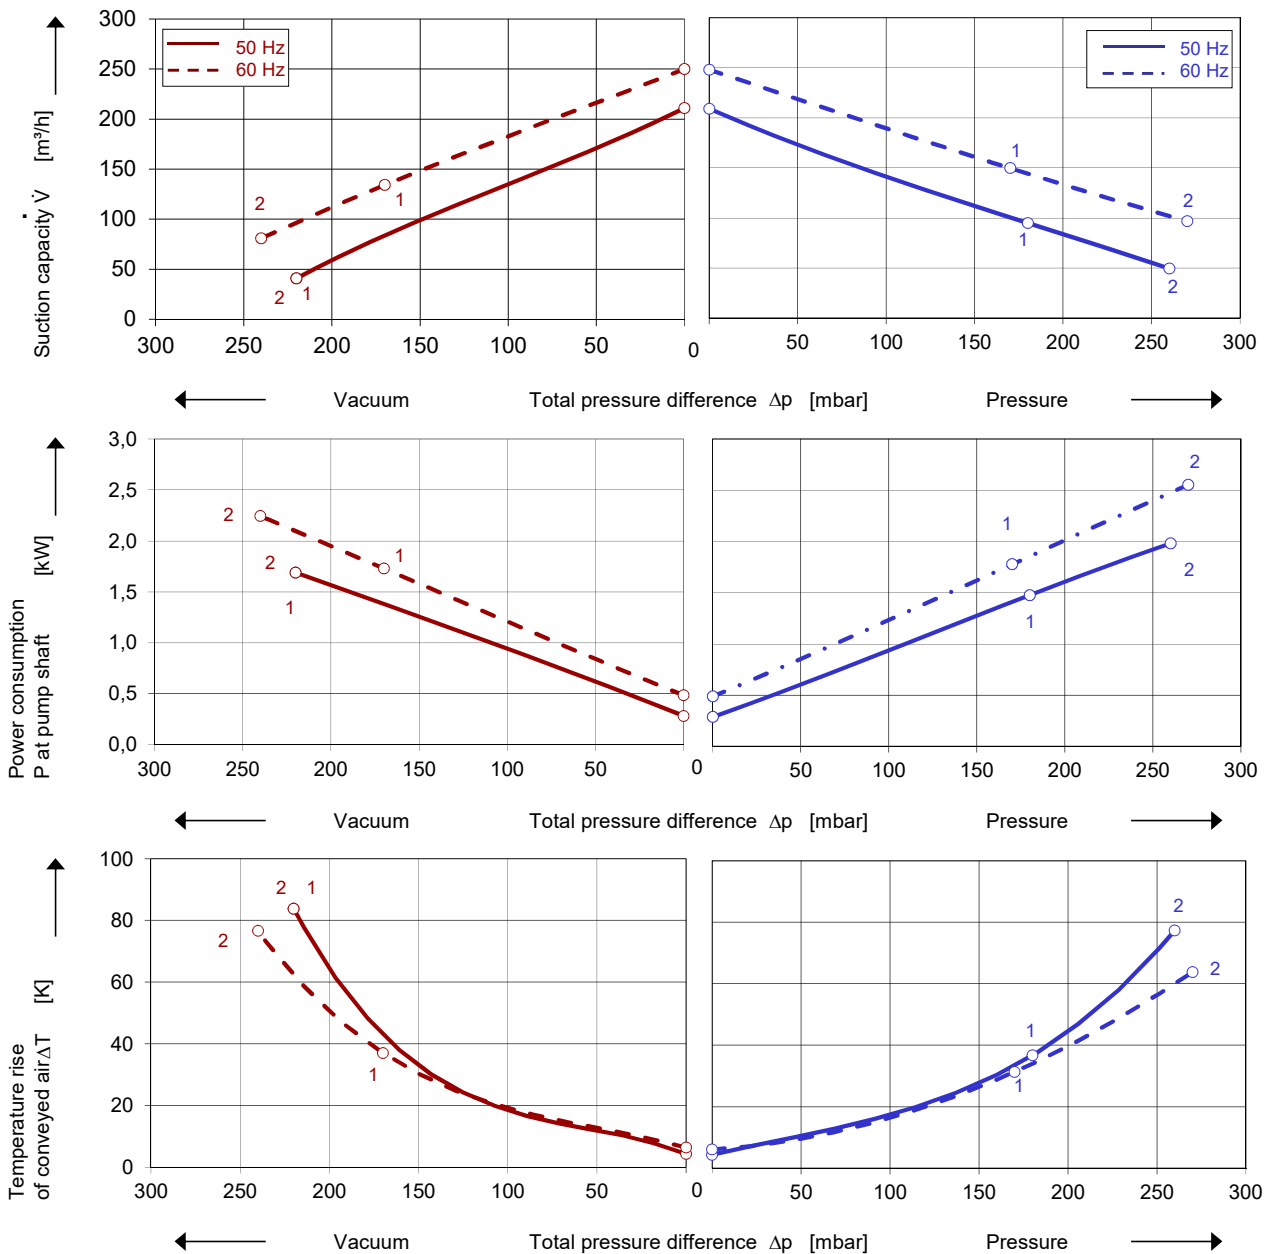 300
250
200
150
100
50
0
Suction capacity V̇ [m³/h]
50 Hz
60 Hz
2
1
2
1
50 Hz
60 Hz
1
2
1
2
300 250 200 150 100 50 0 50 100 150 200 250 300
Vacuum Total pressure difference Δp [mbar] Pressure
3,0
2,5
2,0
1,5
1,0
0,5
0,0
Power consumption
P at pump shaft [kW]
2
1
2
1
2
1
2
1
300 250 200 150 100 50 0 50 100 150 200 250 300
Vacuum Total pressure difference Δp [mbar] Pressure
100
80
60
40
20
0
Temperature rise
of conveyed air ΔT [K]
2 1
2
1
2
2
1
1
300 250 200 150 100 50 0 50 100 150 200 250 300
Vacuum Total pressure difference Δp [mbar] Pressure